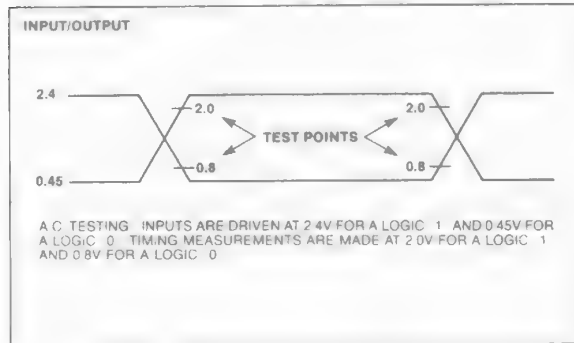 INPUT/OUTPUT
2.4
2.0
2.0
TEST POINTS
0.8
0.8
0.45
A C TESTING INPUTS ARE DRIVEN AT 2 4V FOR A LOGIC 1 AND 0 45V FOR
A LOGIC 0 TIMING MEASUREMENTS ARE MADE AT 2 0V FOR A LOGIC 1
AND 0 8V FOR A LOGIC 0